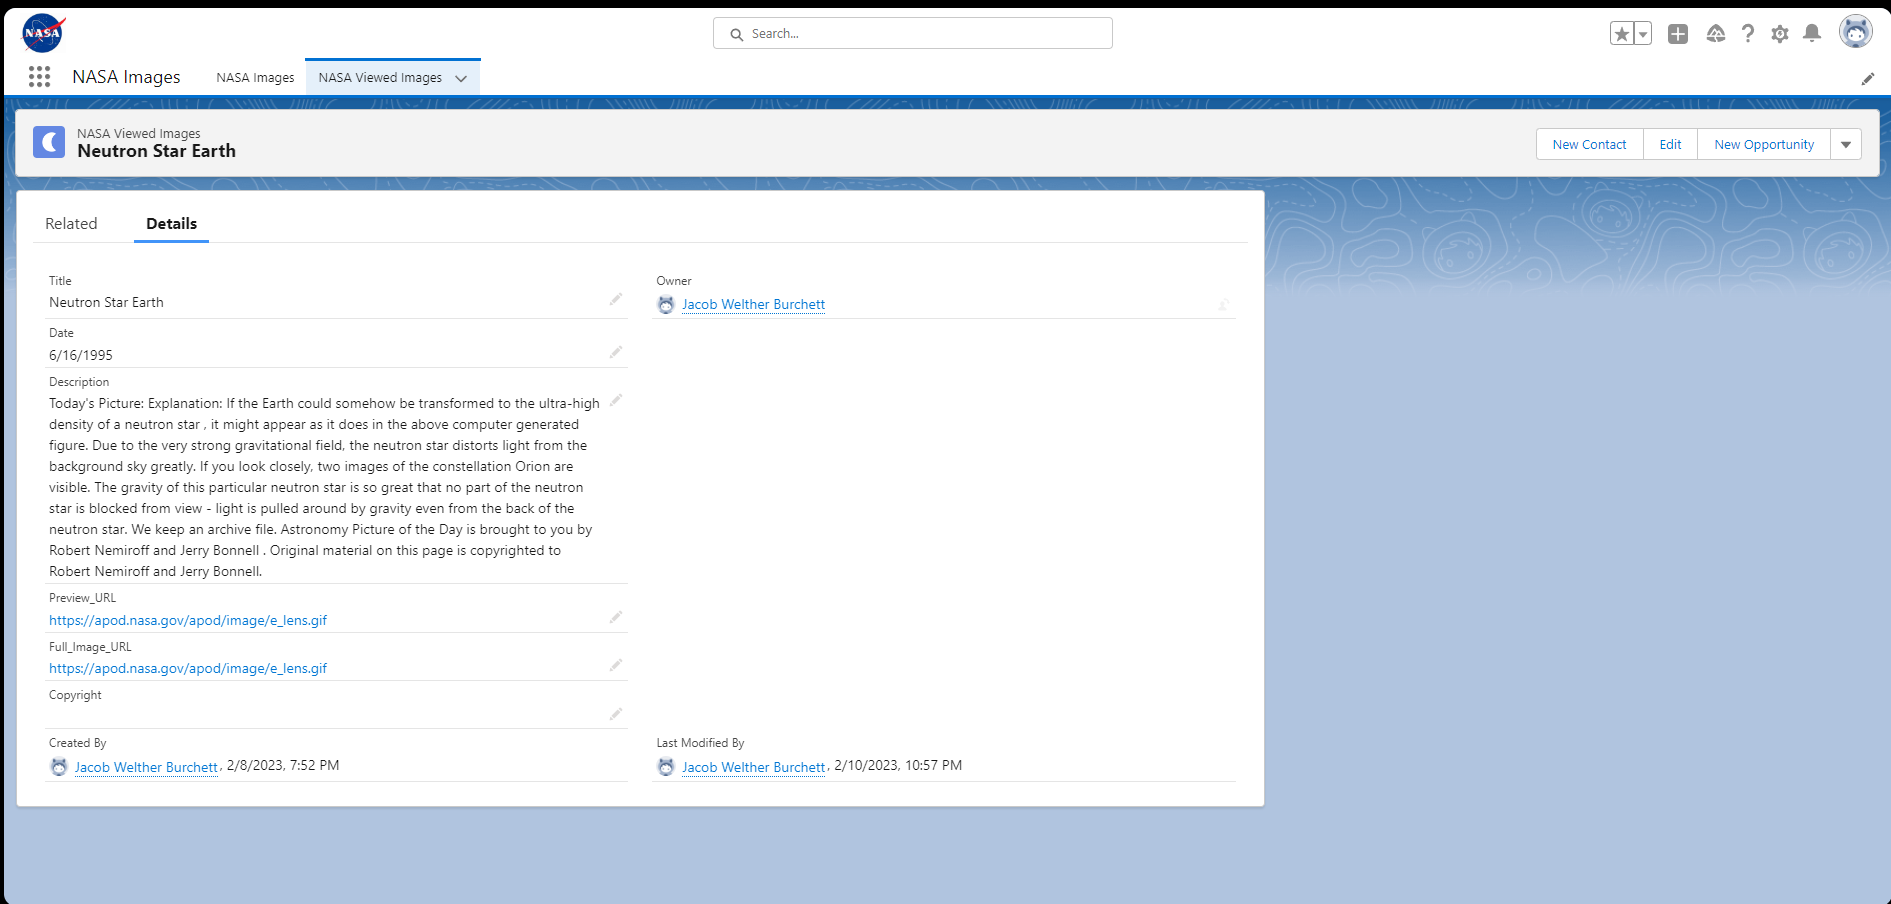 NASA
Search...
NASA Images
NASA Images
NASA Viewed Images
NASA Viewed Images
Neutron Star Earth
New Contact
Edit
New Opportunity
Related
Details
Title
Neutron Star Earth
Owner
Jacob Welther Burchett
Date
6/16/1995
Description
Today's Picture: Explanation: If the Earth could somehow be transformed to the ultra-high
density of a neutron star , it might appear as it does in the above computer generated
figure. Due to the very strong gravitational field, the neutron star distorts light from the
background sky greatly. If you look closely, two images of the constellation Orion are
visible. The gravity of this particular neutron star is so great that no part of the neutron
star is blocked from view - light is pulled around by gravity even from the back of the
neutron star. We keep an archive file. Astronomy Picture of the Day is brought to you by
Robert Nemiroff and Jerry Bonnell . Original material on this page is copyrighted to
Robert Nemiroff and Jerry Bonnell.
Preview_URL
https://apod.nasa.gov/apod/image/e_lens.gif
Full_Image_URL
https://apod.nasa.gov/apod/image/e_lens.gif
Copyright
Created By
Jacob Welther Burchett, 2/8/2023, 7:52 PM
Last Modified By
Jacob Welther Burchett, 2/10/2023, 10:57 PM